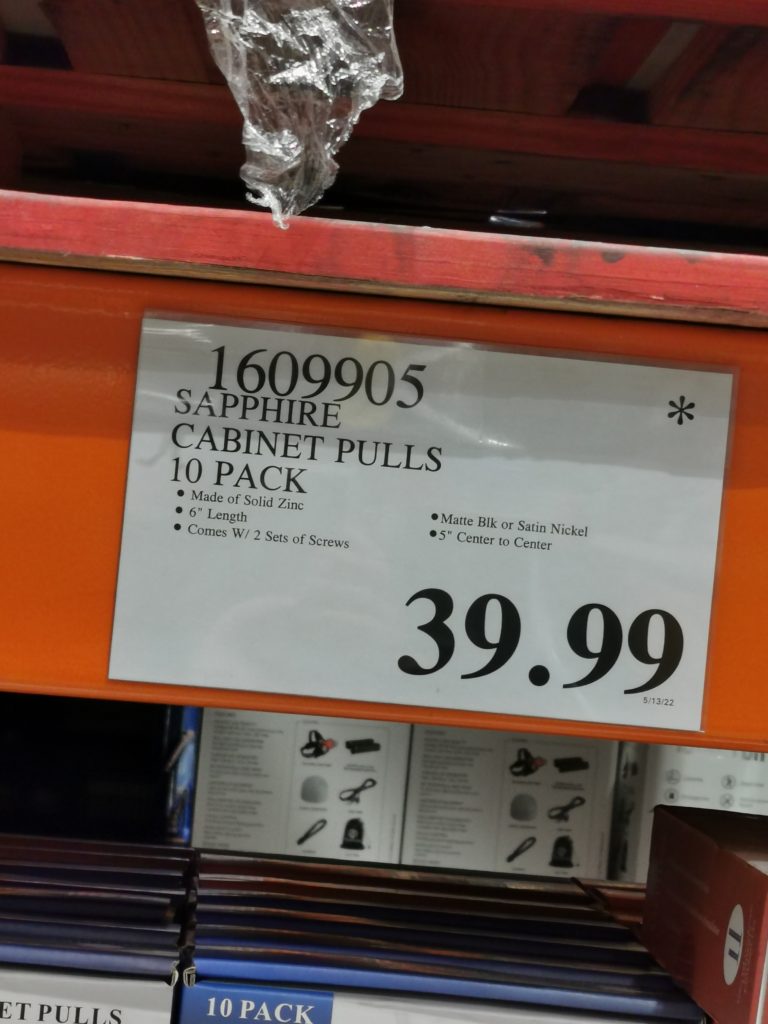 1609905
*
SAPPHIRE
CABINET PULLS
10 PACK
• Made of Solid Zinc
• 6" Length
• Comes W/ 2 Sets of Screws
• Matte Blk or Satin Nickel
• 5" Center to Center
39.99
5/13/22
ET PULLS
10 PACK